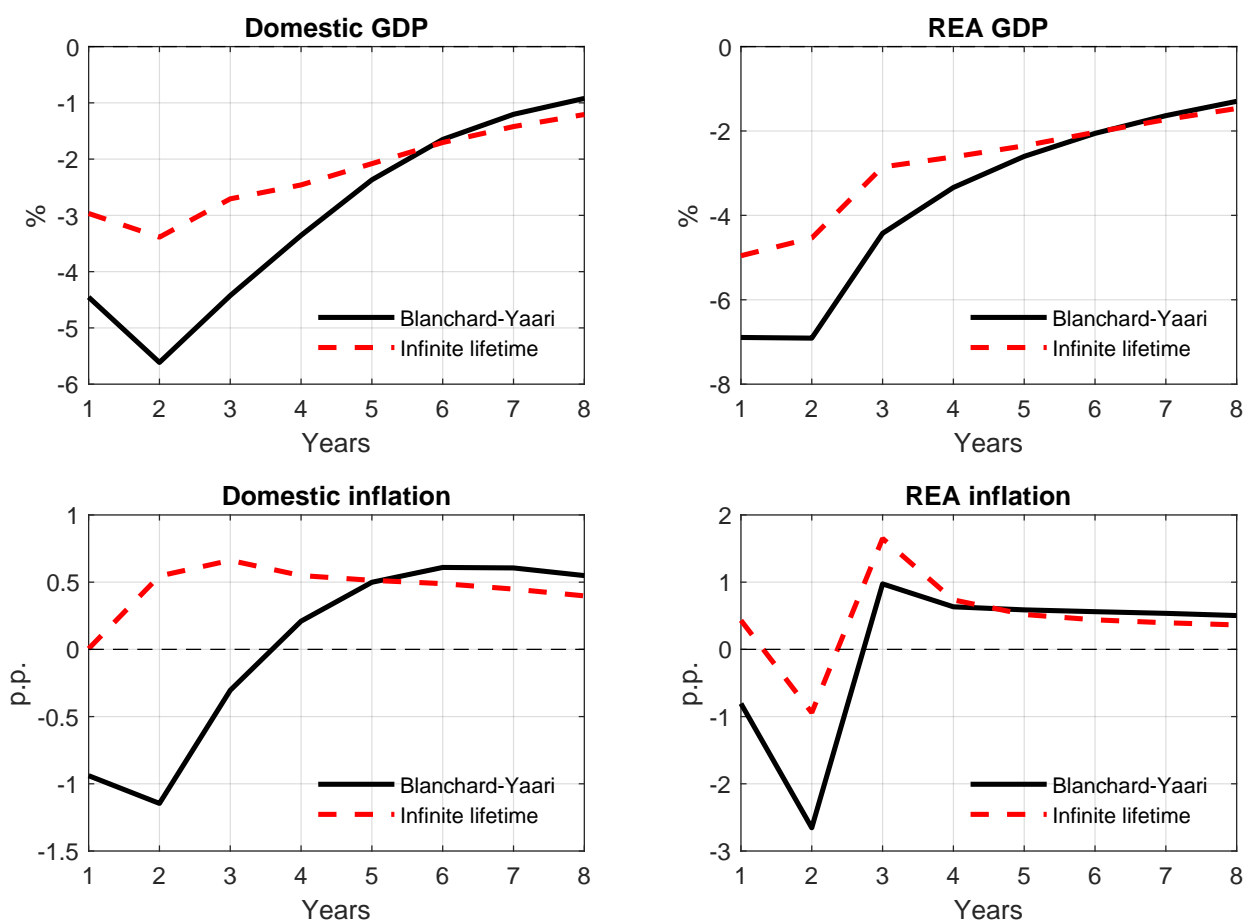 Domestic GDP
0
-1
-2
-3
-4
-5
-6
%
Blanchard-Yaari
Infinite lifetime
1 2 3 4 5 6 7 8
Years
REA GDP
0
-2
-4
-6
-8
%
Blanchard-Yaari
Infinite lifetime
1 2 3 4 5 6 7 8
Years
Domestic inflation
1
0.5
0
-0.5
-1
-1.5
p.p.
Blanchard-Yaari
Infinite lifetime
1 2 3 4 5 6 7 8
Years
REA inflation
2
1
0
-1
-2
-3
p.p.
Blanchard-Yaari
Infinite lifetime
1 2 3 4 5 6 7 8
Years